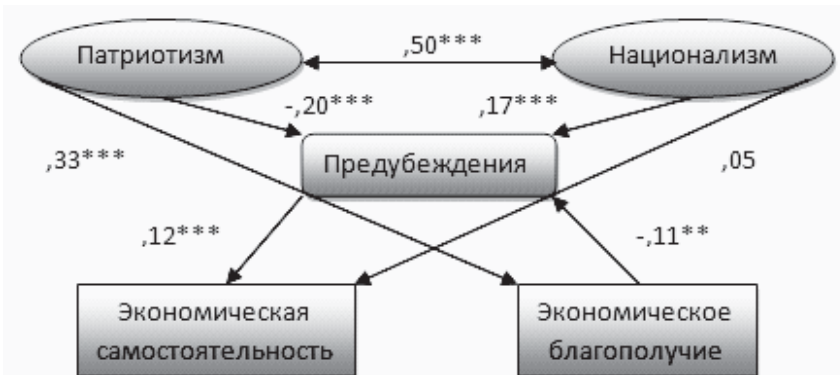 Патриотизм
,50***
Национализм
-,20***
,17***
,33***
Предубеждения
,05
,12***
-,11**
Экономическая
самостоятельность
Экономическое
благополучие